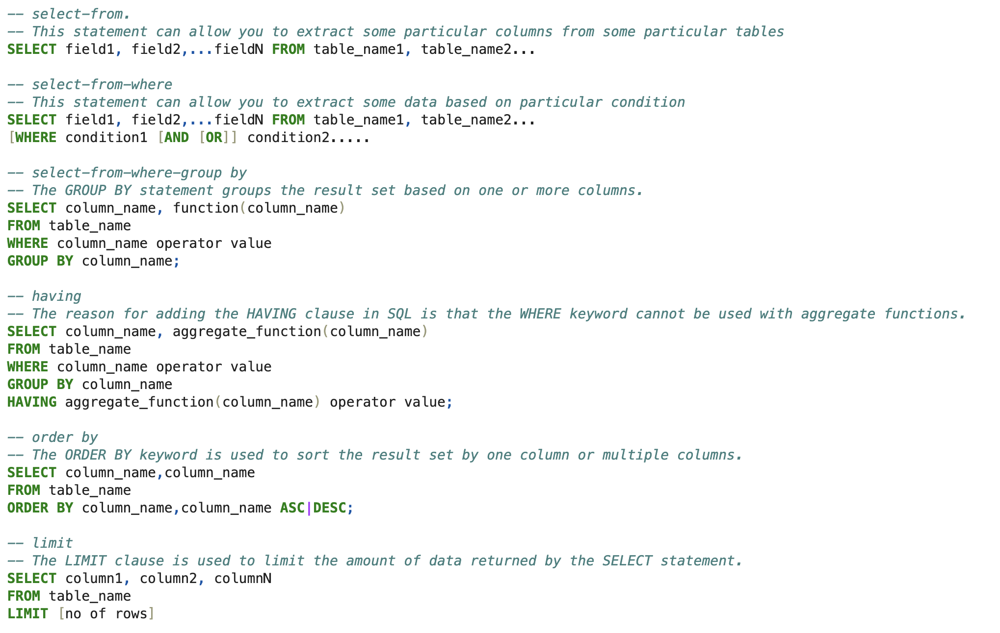 -- select-from.
-- This statement can allow you to extract some particular columns from some particular tables
SELECT field1, field2,...fieldN FROM table_name1, table_name2...
-- select-from-where
-- This statement can allow you to extract some data based on particular condition
SELECT field1, field2,...fieldN FROM table_name1, table_name2...
[WHERE condition1 [AND [OR]] condition2.....
-- select-from-where-group by
-- The GROUP BY statement groups the result set based on one or more columns.
SELECT column_name, function(column_name)
FROM table_name
WHERE column_name operator value
GROUP BY column_name;
-- having
-- The reason for adding the HAVING clause in SQL is that the WHERE keyword cannot be used with aggregate functions.
SELECT column_name, aggregate_function(column_name)
FROM table_name
WHERE column_name operator value
GROUP BY column_name
HAVING aggregate_function(column_name) operator value;
-- order by
-- The ORDER BY keyword is used to sort the result set by one column or multiple columns.
SELECT column_name,column_name
FROM table_name
ORDER BY column_name,column_name ASC|DESC;
-- limit
-- The LIMIT clause is used to limit the amount of data returned by the SELECT statement.
SELECT column1, column2, columnN
FROM table_name
LIMIT [no of rows]